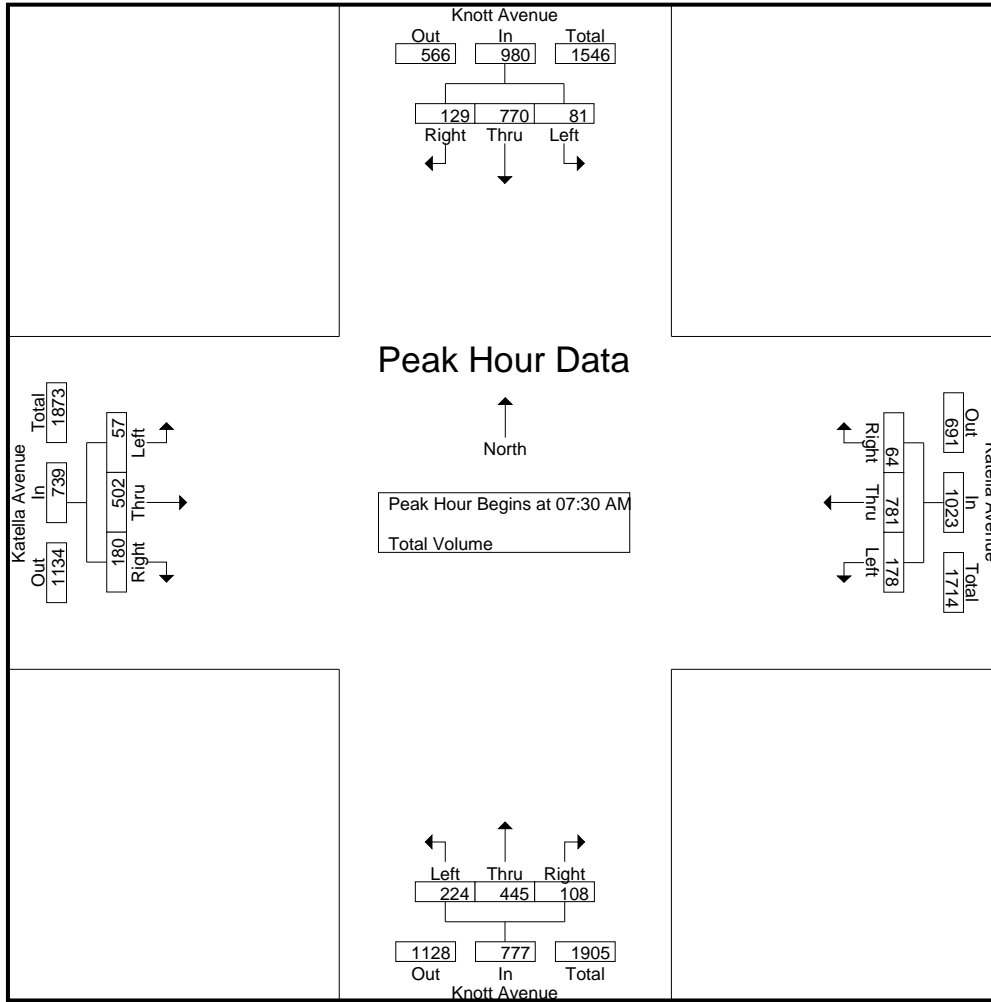 Knott Avenue
Out In Total
566 980 1546
129 770 81
Right Thru Left
Peak Hour Data
North
Peak Hour Begins at 07:30 AM
Total Volume
Katella Avenue
Total In Out
1873 739 1134
57 502 180
Left Thru Right
Katella Avenue
Out In Total
691 1023 1714
64 781 178
Right Thru Left
Left Thru Right
224 445 108
1128 777 1905
Out In Total
Knott Avenue